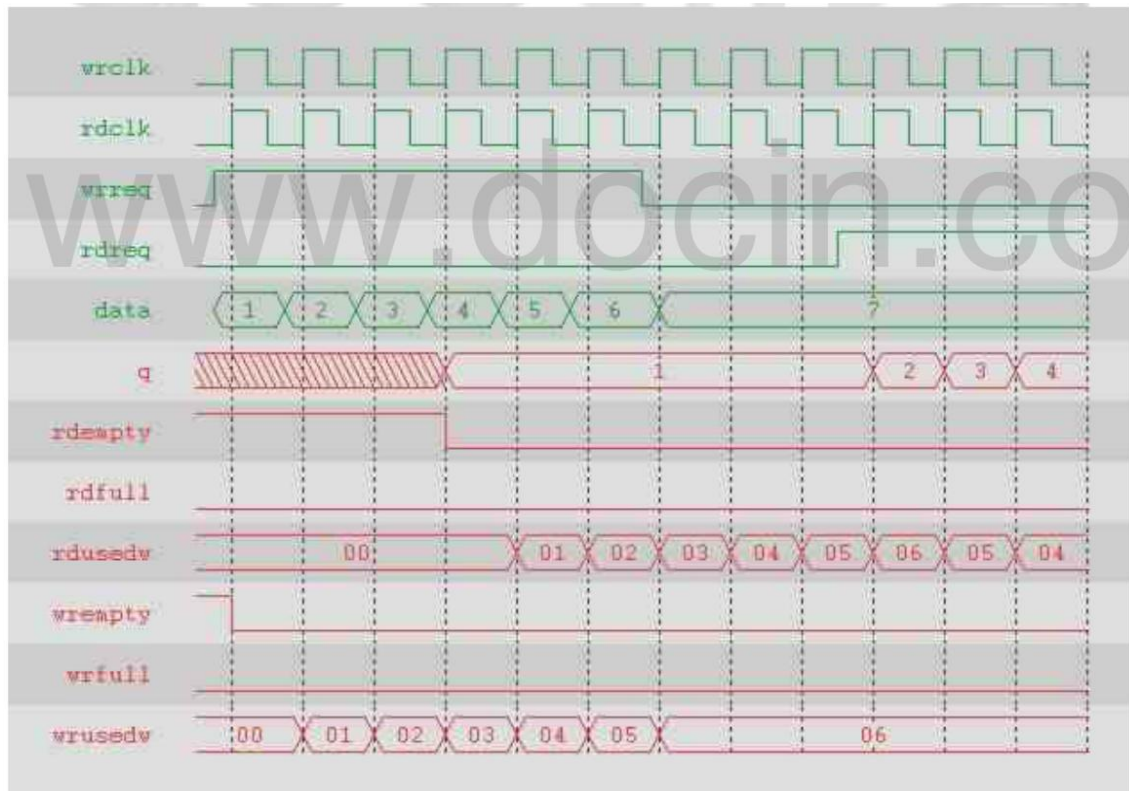 wrclk
rdclk
wrreq
rdreq
data 1 2 3 4 5 6 7
q 1 2 3 4
rdempty
rdfull
rdusedw 00 01 02 03 04 05 06 05 04
wrempty
wrfull
wrusedw 00 01 02 03 04 05 06
www.docin.co